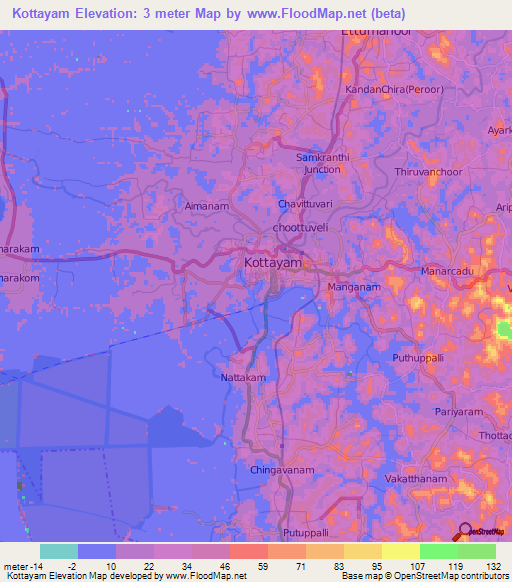 Kottayam Elevation: 3 meter Map by www.FloodMap.net (beta)
Ettumanoor
KandanChira(Peroor)
Ayark
Samkranthi
Junction
Thiruvanchoor
Aimanam
Chavittuvari
Arip
choottuveli
marakam
Kottayam
Manarcadu
marakom
Manganam
V
Puthuppalli
Nattakam
Pariyaram
Thottac
Chingavanam
Vakatthanam
Putuppalli
OpenStreetMap
meter -14 -2 10 22 34 46 59 71 83 95 107 119 132
Kottayam Elevation Map developed by www.FloodMap.net Base map © OpenStreetMap contributors